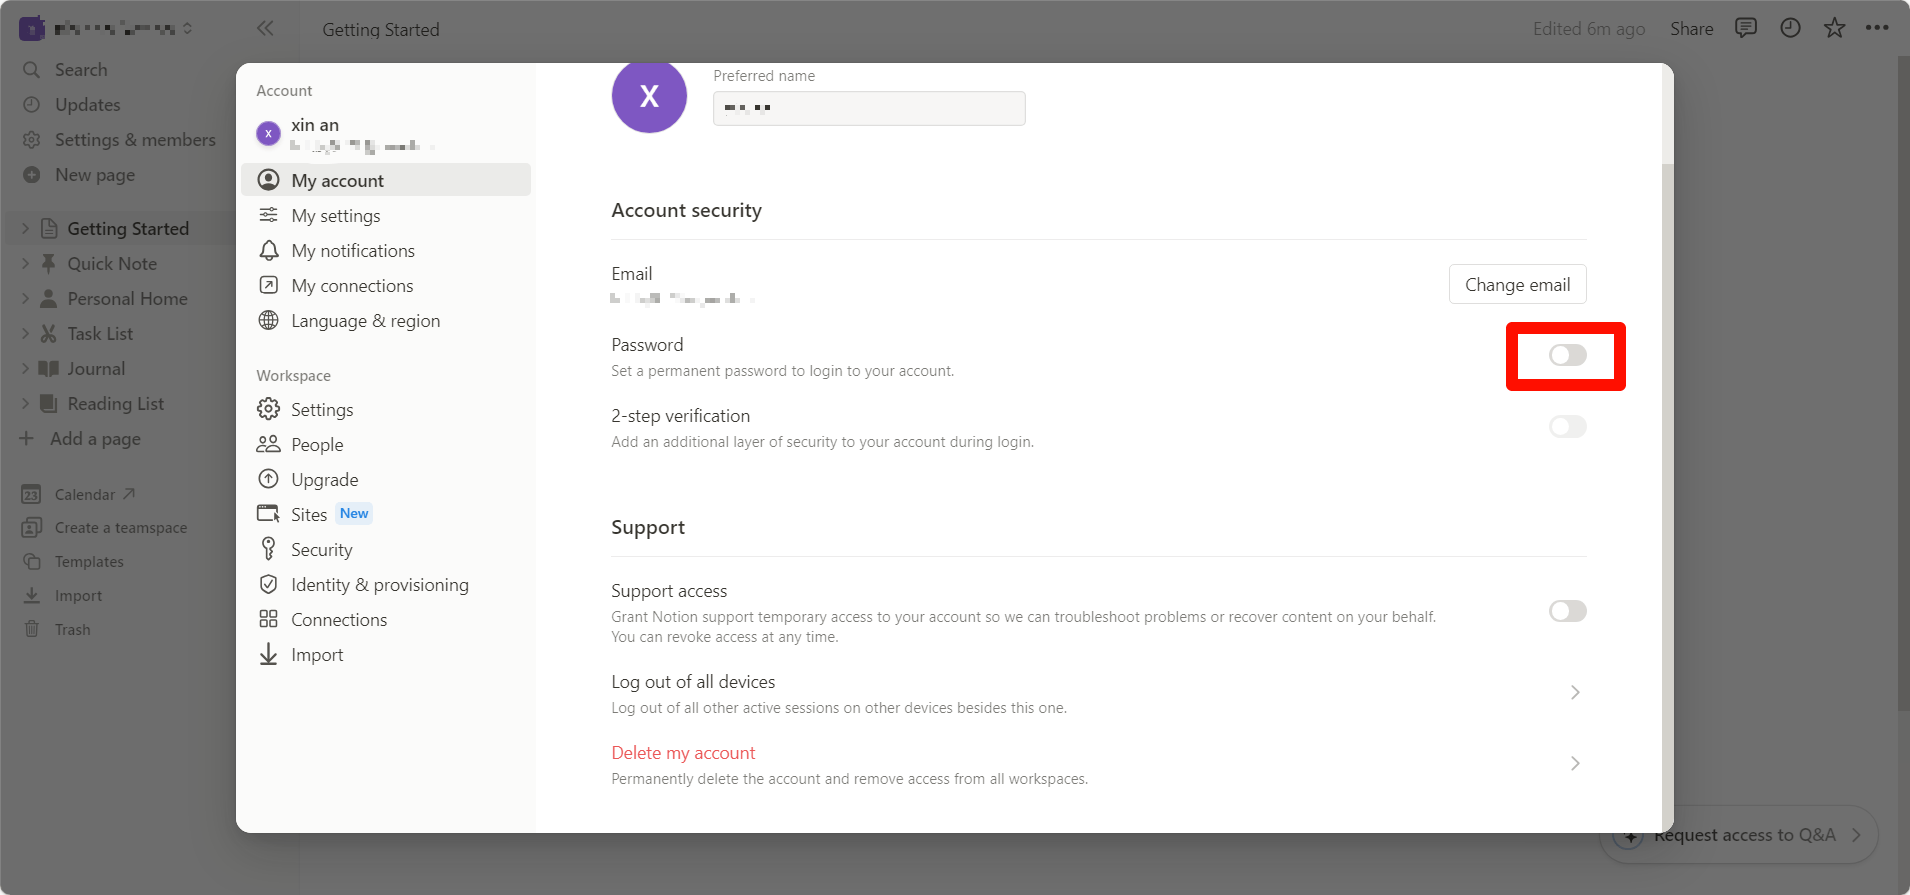 Getting Started
Edited 6m ago
Share
Search
Updates
Settings & members
New page
Getting Started
Quick Note
Personal Home
Task List
Journal
Reading List
Add a page
23
Calendar
Create a teamspace
Templates
Import
Trash
Account
X
xin an
My account
My settings
My notifications
My connections
Language & region
Workspace
Settings
People
Upgrade
Sites New
Security
Identity & provisioning
Connections
Import
X
Preferred name
Account security
Email
Change email
Password
Set a permanent password to login to your account.
2-step verification
Add an additional layer of security to your account during login.
Support
Support access
Grant Notion support temporary access to your account so we can troubleshoot problems or recover content on your behalf.
You can revoke access at any time.
Log out of all devices
Log out of all other active sessions on other devices besides this one.
Delete my account
Permanently delete the account and remove access from all workspaces.
Request access to Q&A